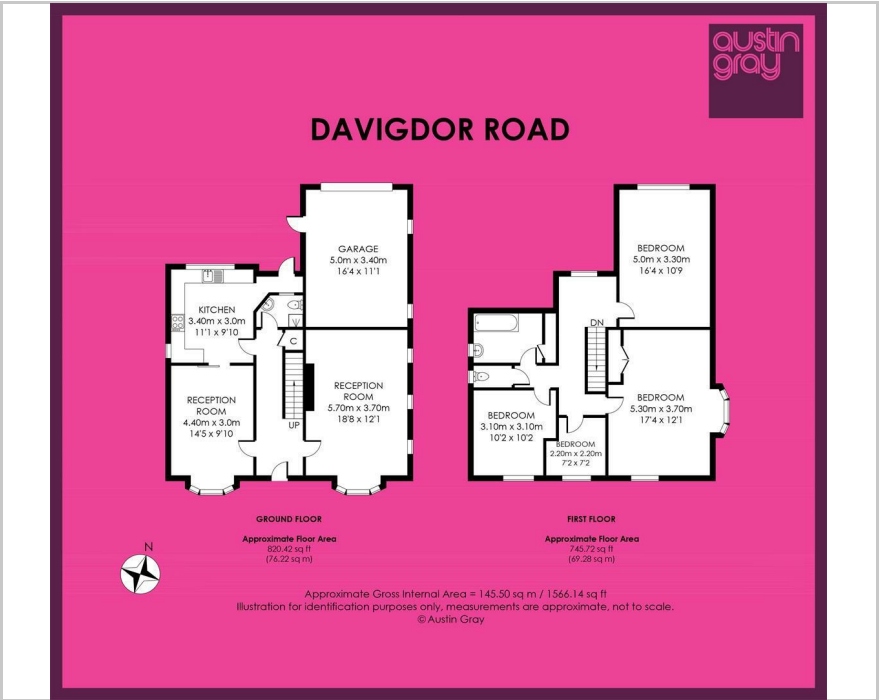 austin
gray
DAVIGDOR ROAD
GARAGE
5.0m x 3.40m
16'4 x 11'1
KITCHEN
3.40m x 3.0m
11'1 x 9'10
C
RECEPTION
ROOM
5.70m x 3.70m
18'8 x 12'1
RECEPTION
ROOM
4.40m x 3.0m
14'5 x 9'10
UP
BEDROOM
5.0m x 3.30m
16'4 x 10'9
DN
BEDROOM
5.30m x 3.70m
17'4 x 12'1
BEDROOM
3.10m x 3.10m
10'2 x 10'2
BEDROOM
2.20m x 2.20m
7'2 x 7'2
GROUND FLOOR
Approximate Floor Area
820.42 sq ft
(76.22 sq m)
FIRST FLOOR
Approximate Floor Area
745.72 sq ft
(69.28 sq m)
N
Approximate Gross Internal Area = 145.50 sq m / 1566.14 sq ft
Illustration for identification purposes only, measurements are approximate, not to scale.
© Austin Gray